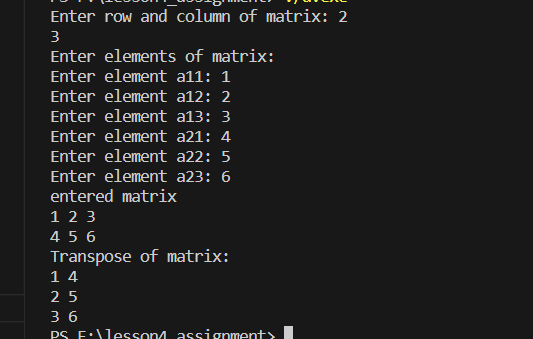 Enter row and column of matrix: 2
3
Enter elements of matrix:
Enter element a11: 1
Enter element a12: 2
Enter element a13: 3
Enter element a21: 4
Enter element a22: 5
Enter element a23: 6
entered matrix
1 2 3
4 5 6
Transpose of matrix:
1 4
2 5
3 6
PS F:\lesson4_assignment>